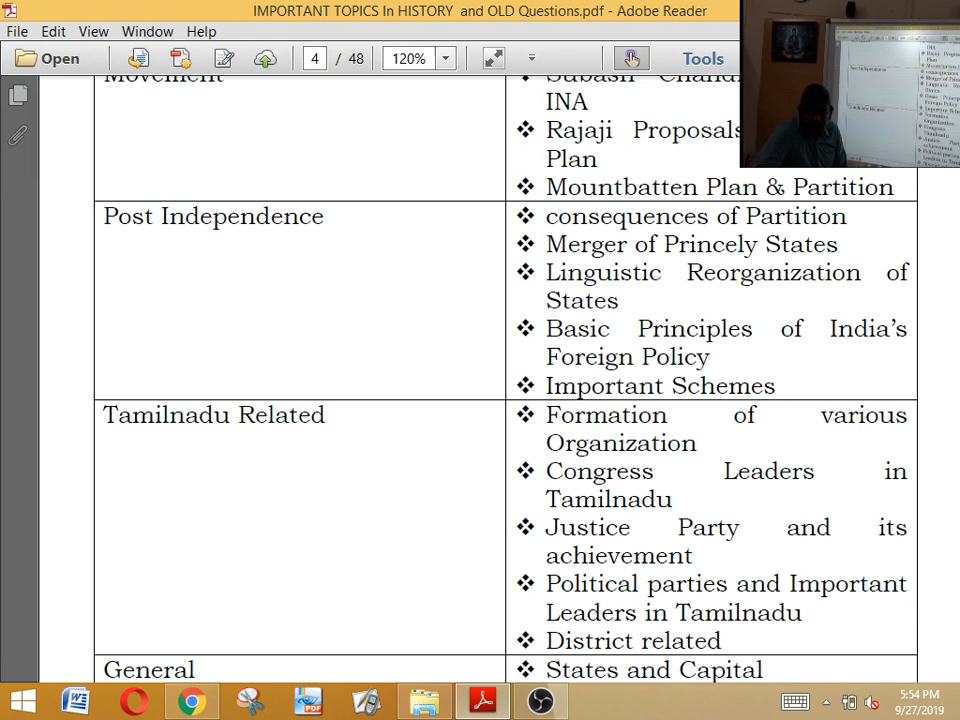 IMPORTANT TOPICS In HISTORY and OLD Questions.pdf - Adobe Reader
File Edit View Window Help
Open 4 / 48 120% Tools
Movement
Subash Chandr
INA
Rajaji Proposals
Plan
Mountbatten Plan & Partition
Post Independence
consequences of Partition
Merger of Princely States
Linguistic Reorganization of
States
Basic Principles of India's
Foreign Policy
Important Schemes
Tamilnadu Related
Formation of various
Organization
Congress Leaders in
Tamilnadu
Justice Party and its
achievement
Political parties and Important
Leaders in Tamilnadu
District related
General
States and Capital
5:54 PM
9/27/2019